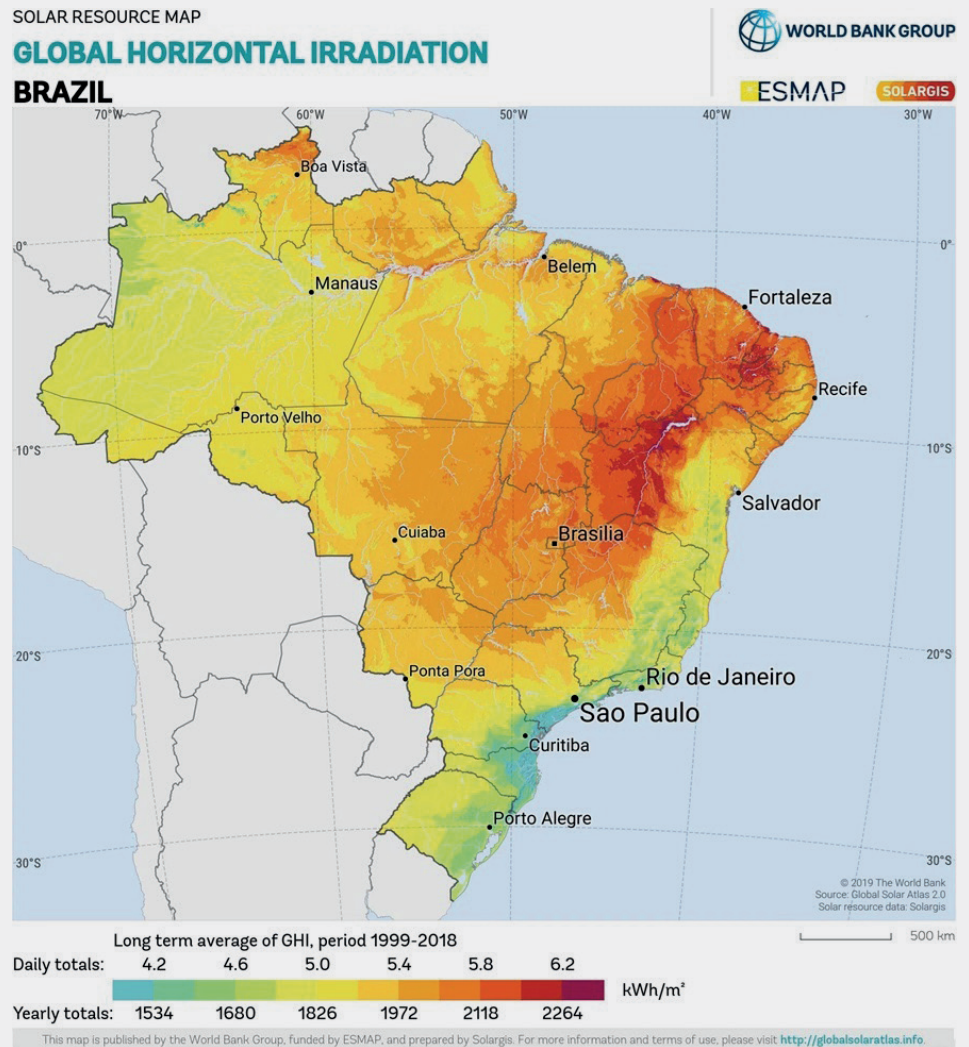 SOLAR RESOURCE MAP
GLOBAL HORIZONTAL IRRADIATION
BRAZIL
WORLD BANK GROUP
ESMAP SOLARGIS
70°W 60°W 50°W 40°W 30°W
Boa Vista
0° 0°
Belem
Manaus
Fortaleza
Recife
Porto Velho
10°S 10°S
Salvador
Cuiaba Brasilia
20°S 20°S
Ponta Pora Rio de Janeiro
Sao Paulo
Curitiba
Porto Alegre
30°S 30°S
© 2019 The World Bank
Source: Global Solar Atlas 2.0
Solar resource data: Solargis
500 km
Long term average of GHI, period 1999-2018
Daily totals: 4.2 4.6 5.0 5.4 5.8 6.2
kWh/m²
Yearly totals: 1534 1680 1826 1972 2118 2264
This map is published by the World Bank Group, funded by ESMAP, and prepared by Solargis. For more information and terms of use, please visit http://globalsolaratlas.info.